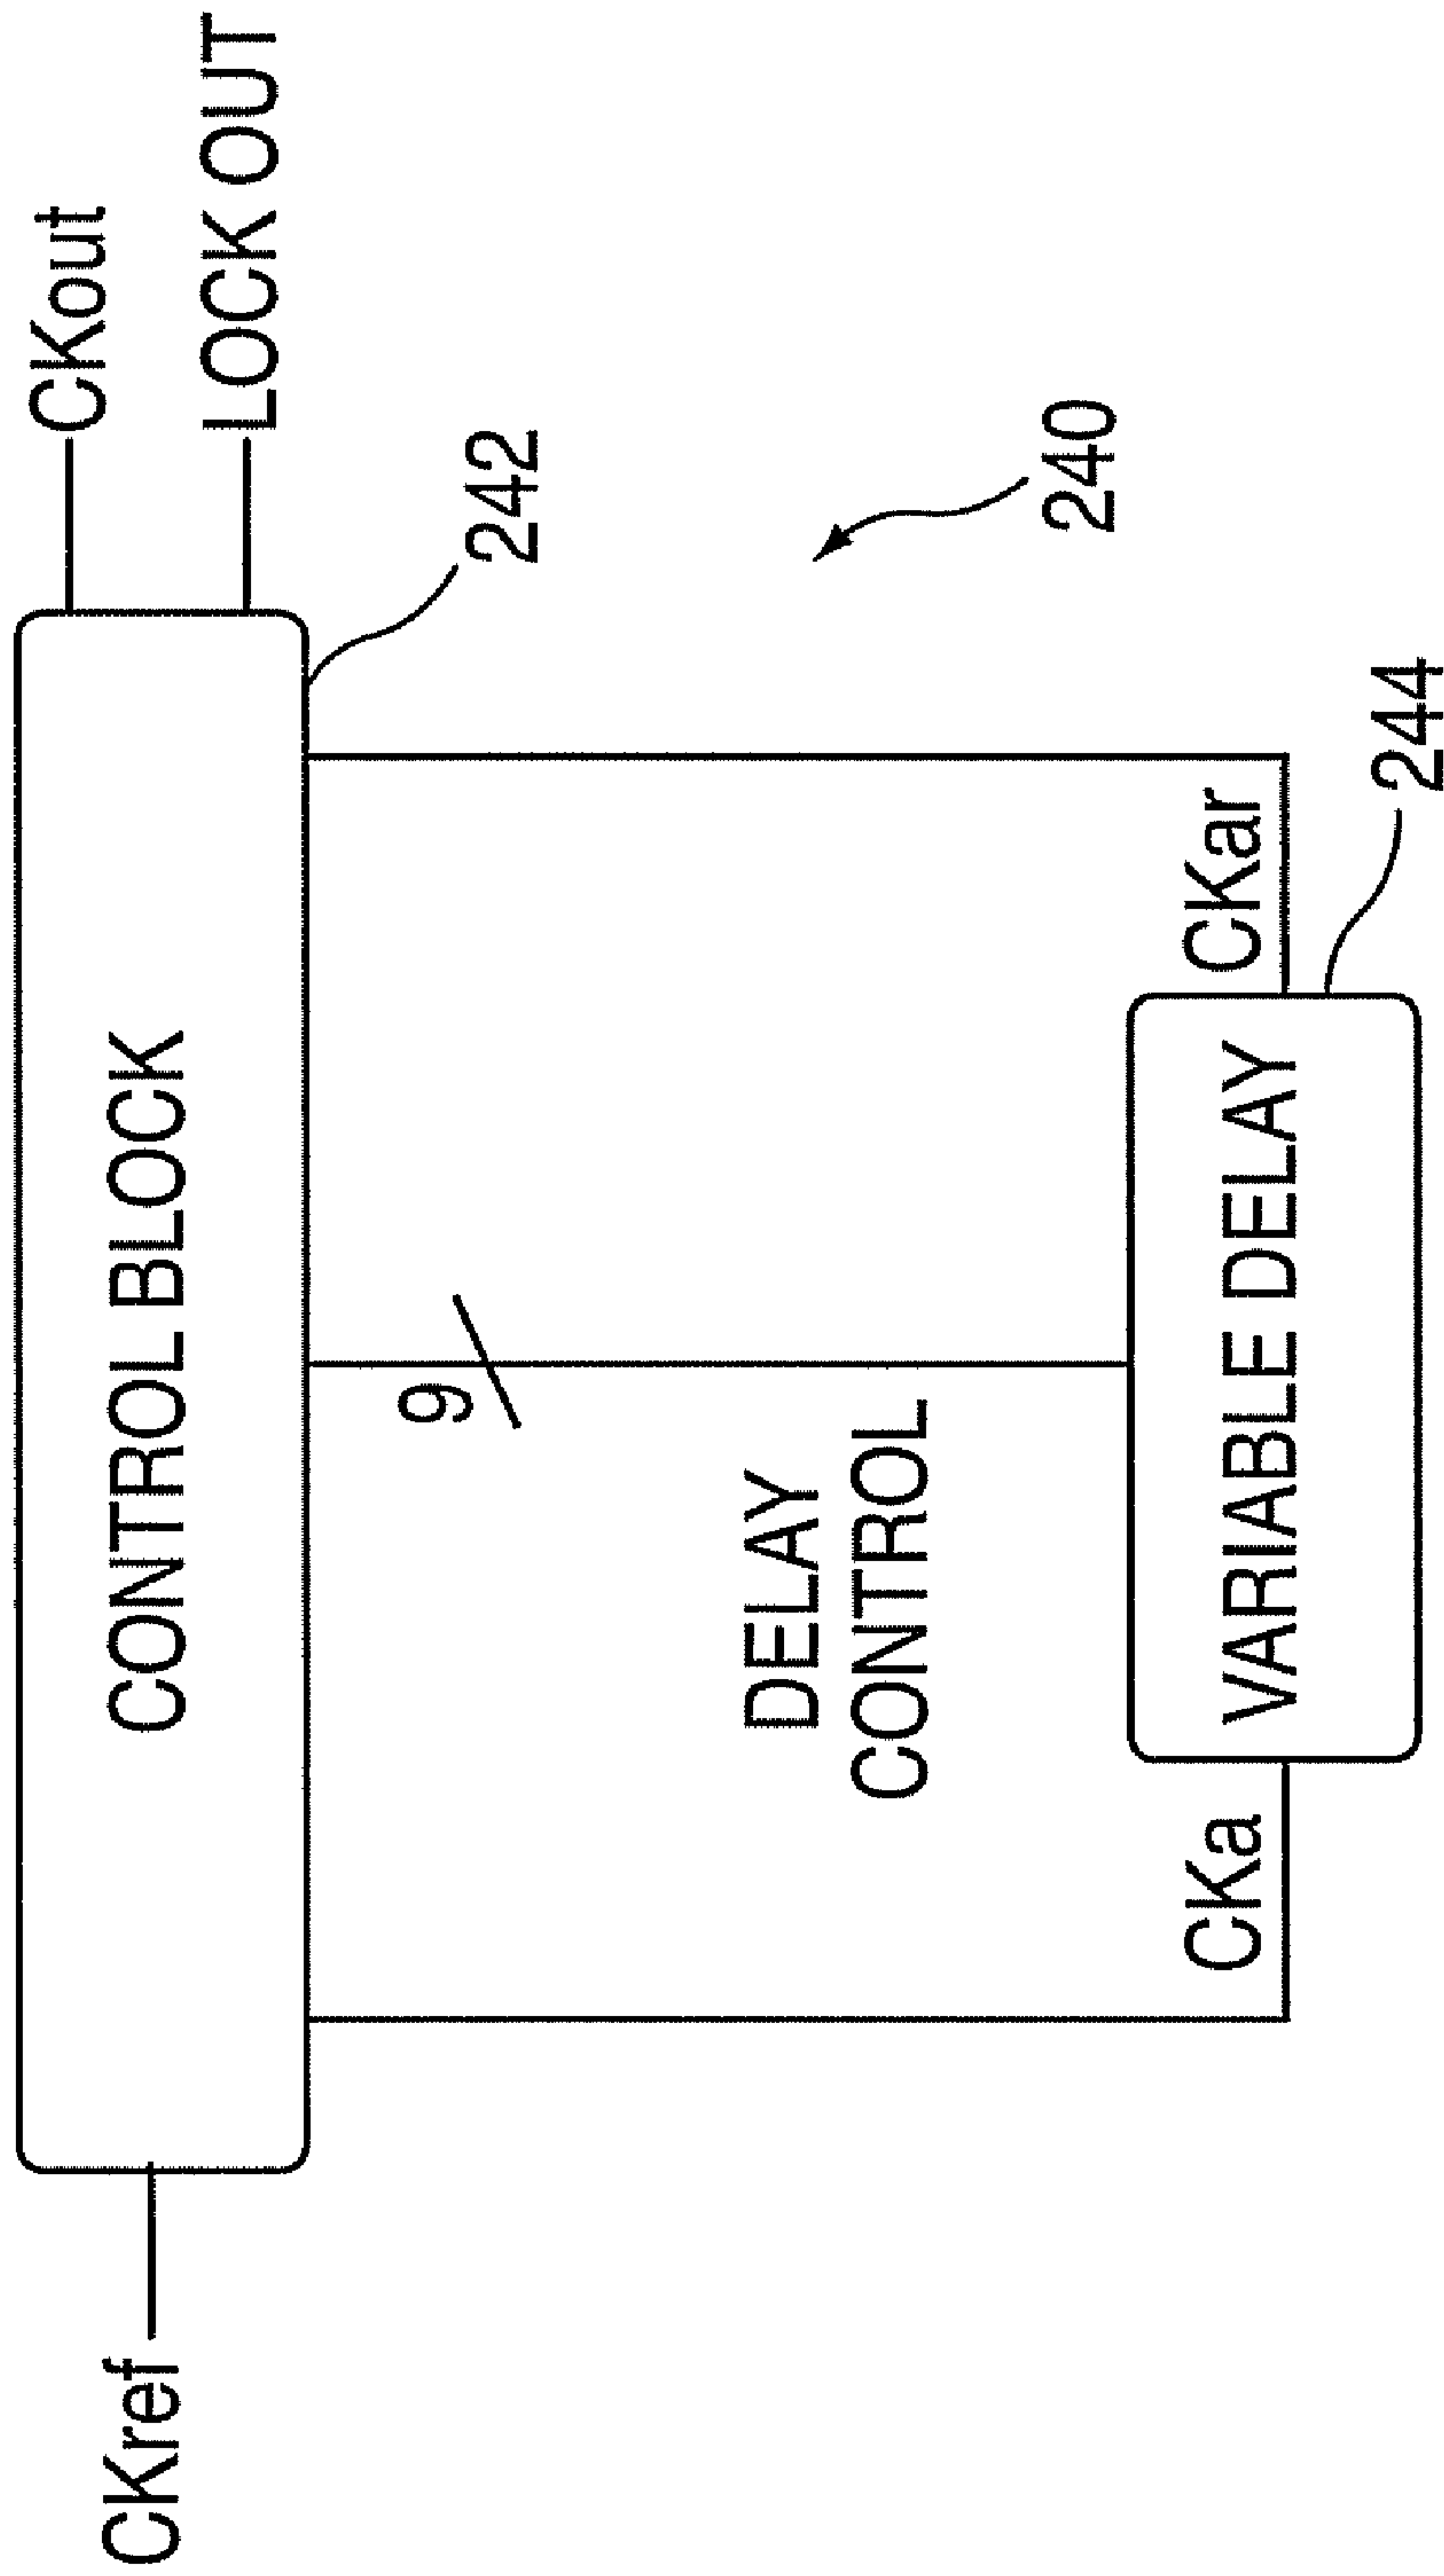 CKref
CONTROL BLOCK
CKout
LOCK OUT
242
9
DELAY
CONTROL
240
CKa
CKar
VARIABLE DELAY
244